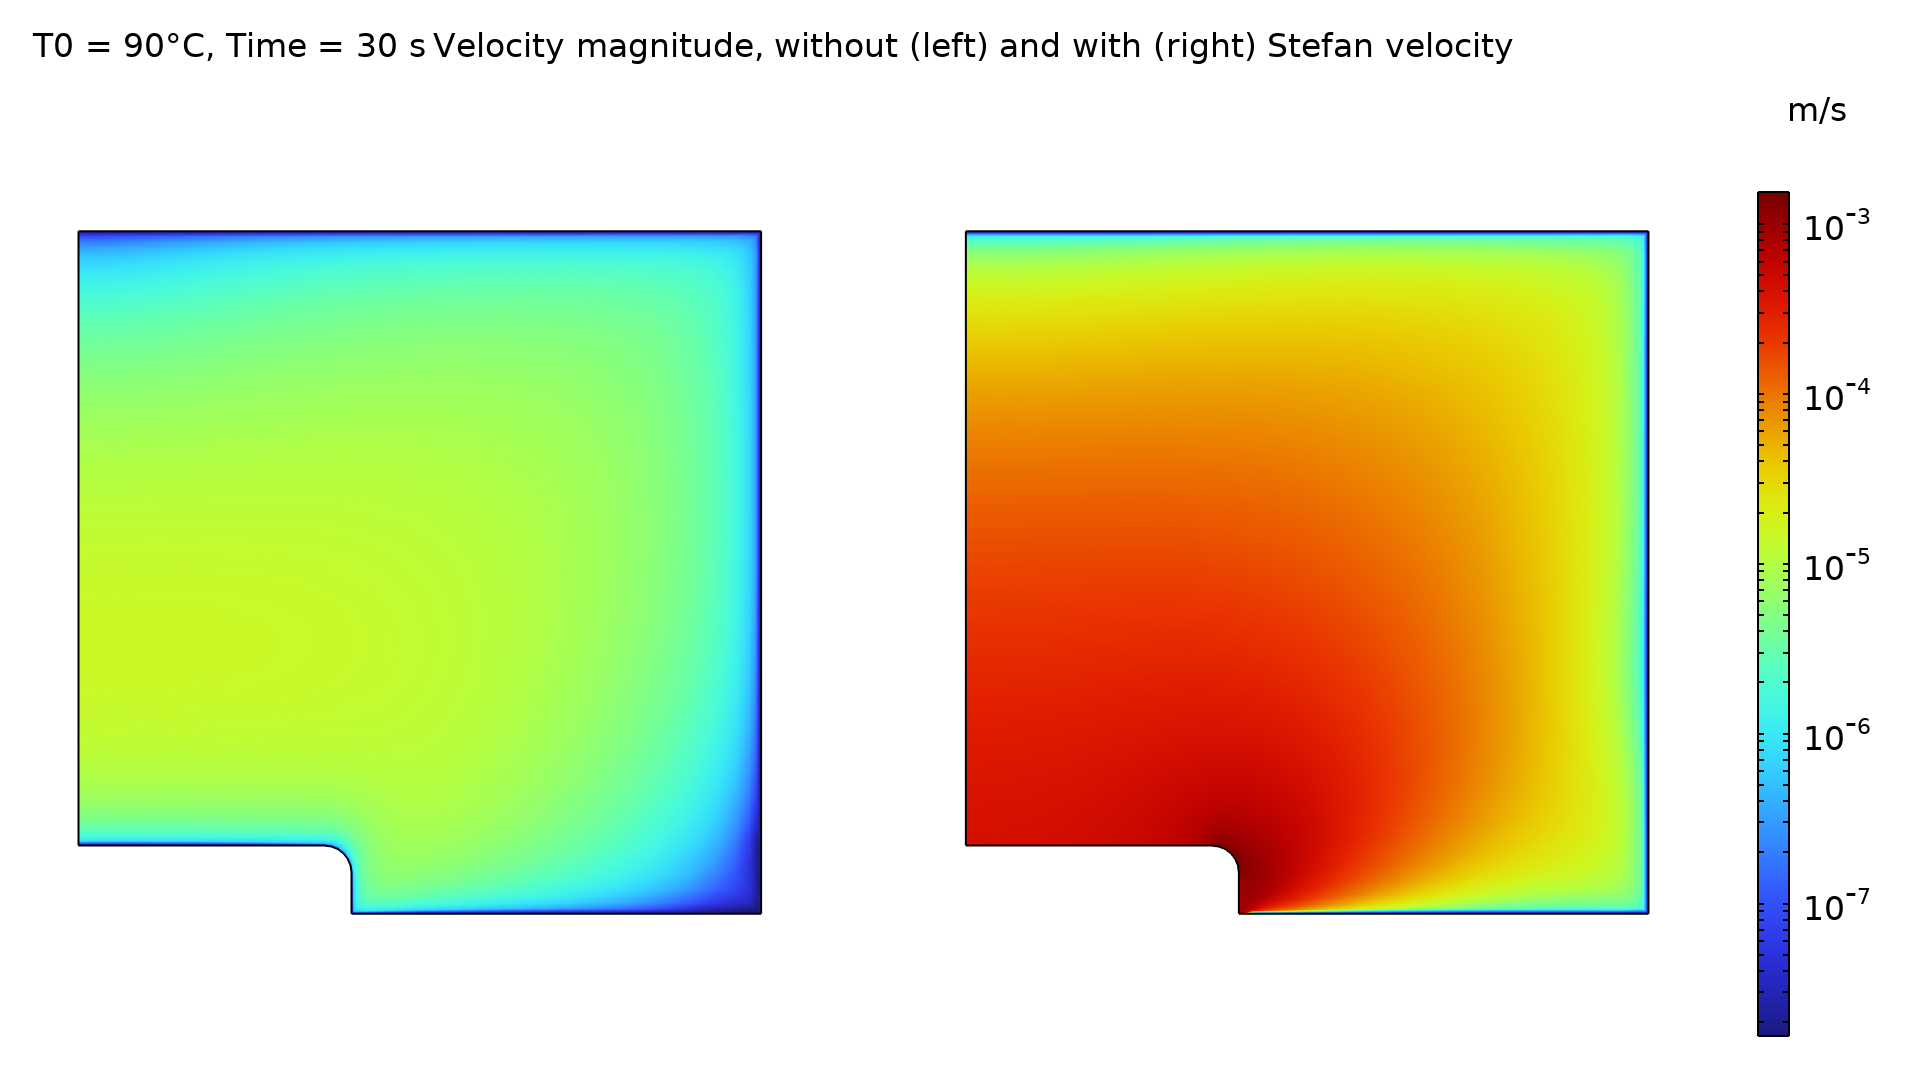 T0 = 90°C, Time = 30 s Velocity magnitude, without (left) and with (right) Stefan velocity
m/s
10⁻³
10⁻⁴
10⁻⁵
10⁻⁶
10⁻⁷